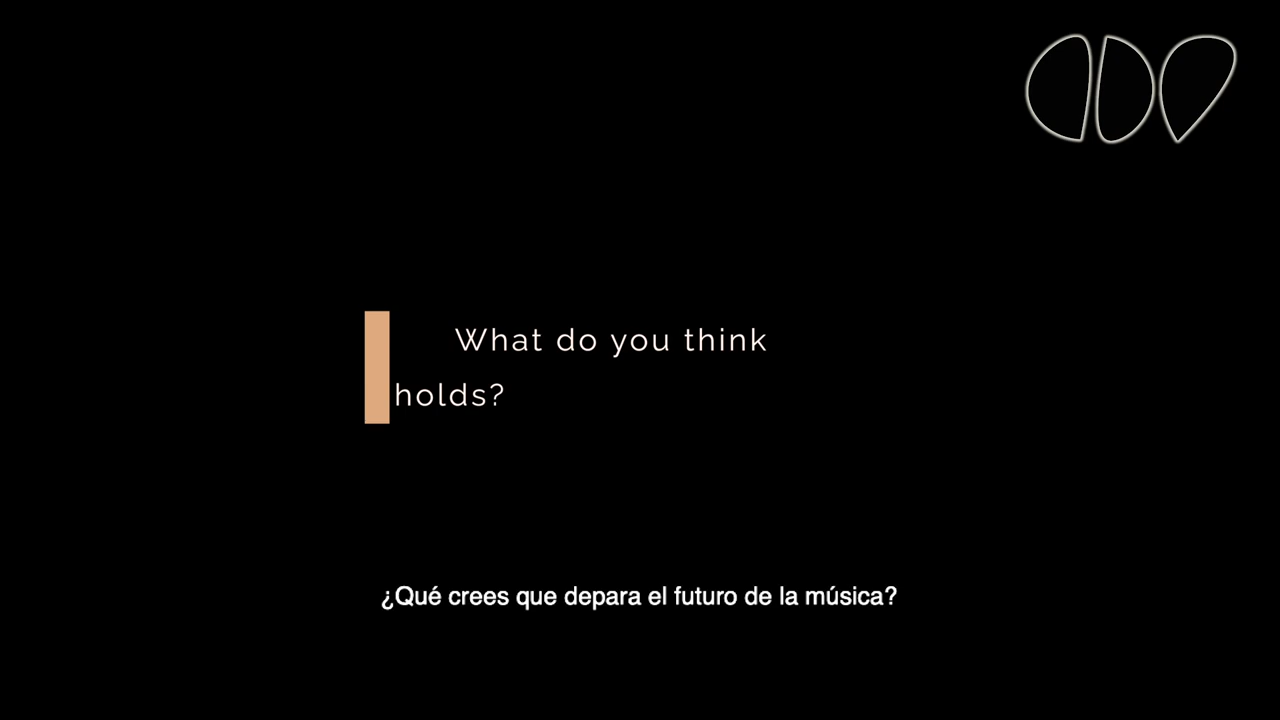 What do you think
holds?
¿Qué crees que depara el futuro de la música?